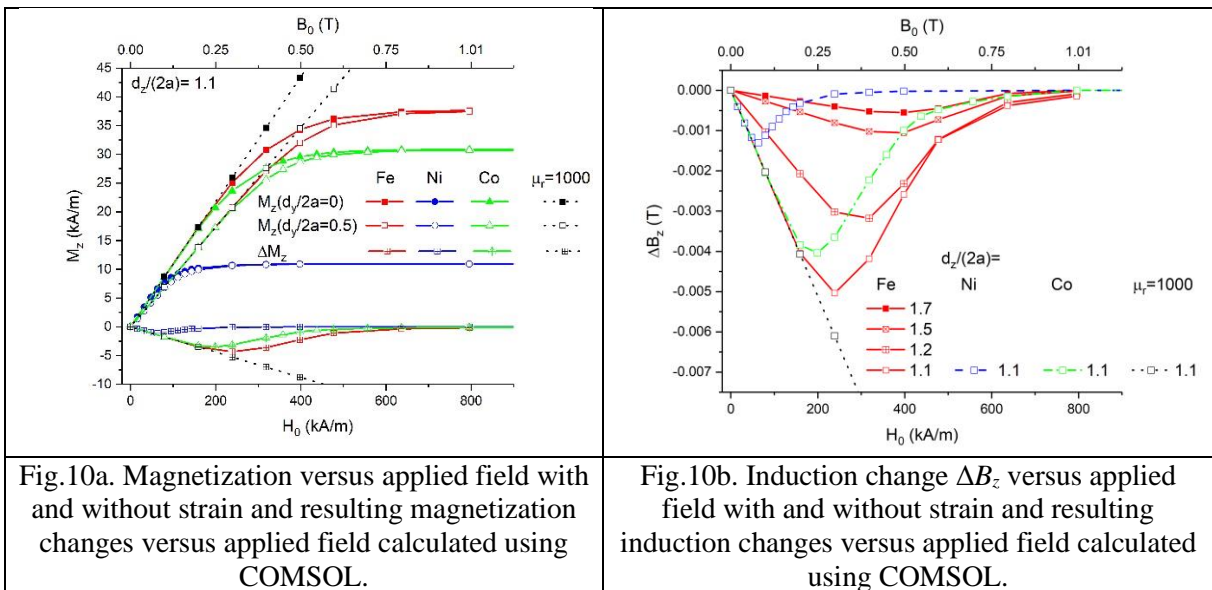 B₀ (T)
0.00 0.25 0.50 0.75 1.01
45
40
35
30
25
20
15
10
5
0
-5
-10
M_z (kA/m)
d_z/(2a)= 1.1
Fe Ni Co μ_r=1000
M_z(d_y/2a=0)
M_z(d_y/2a=0.5)
ΔM_z
0 200 400 600 800
H₀ (kA/m)
Fig.10a. Magnetization versus applied field with
and without strain and resulting magnetization
changes versus applied field calculated using
COMSOL.
B₀ (T)
0.00 0.25 0.50 0.75 1.01
0.000
-0.001
-0.002
-0.003
-0.004
-0.005
-0.006
-0.007
ΔB_z (T)
d_z/(2a)=
Fe Ni Co μ_r=1000
1.7
1.5
1.2
1.1 1.1 1.1 1.1
0 200 400 600 800
H₀ (kA/m)
Fig.10b. Induction change ΔB_z versus applied
field with and without strain and resulting
induction changes versus applied field calculated
using COMSOL.